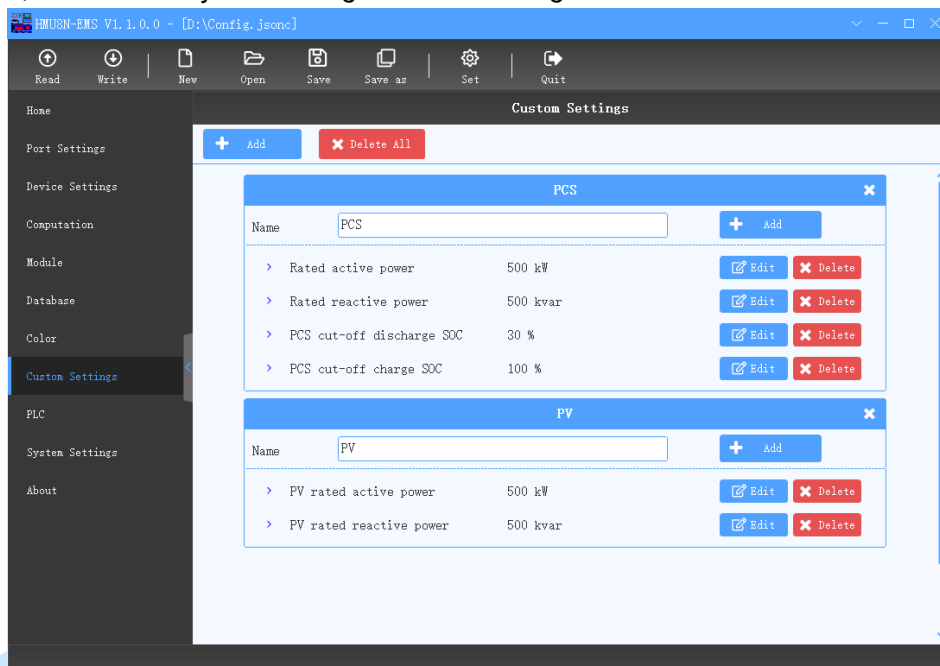 HMU8N-EMS V1.1.0.0 - [D:\Config.jsonc]
Read Write New Open Save Save as Set Quit
Home
Custom Settings
Port Settings
Add Delete All
Device Settings
Computation
Module
Database
Color
Custom Settings
PLC
System Settings
About
PCS
Name PCS Add
Rated active power 500 kW Edit Delete
Rated reactive power 500 kvar Edit Delete
PCS cut-off discharge SOC 30 % Edit Delete
PCS cut-off charge SOC 100 % Edit Delete
PV
Name PV Add
PV rated active power 500 kW Edit Delete
PV rated reactive power 500 kvar Edit Delete